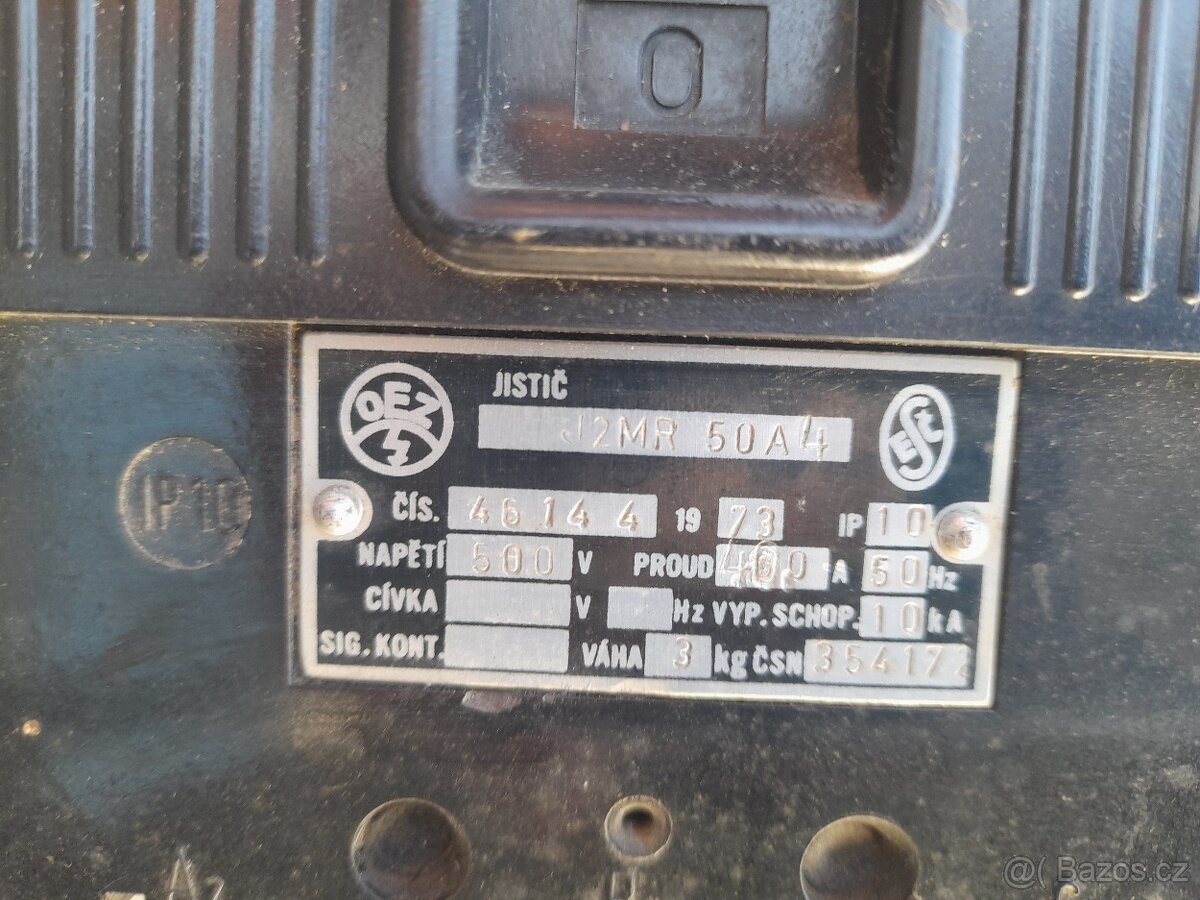 0
OEZ
JISTIČ
J2MR 50A4
ESČ
IP10
ČÍS. 46144 19 73 IP 10
NAPĚTÍ 500 V PROUD 400 A 50 Hz
CÍVKA V Hz VYP. SCHOP. 10 kA
SIG. KONT. VÁHA 3 kg ČSN 354172
@( Bazos.cz